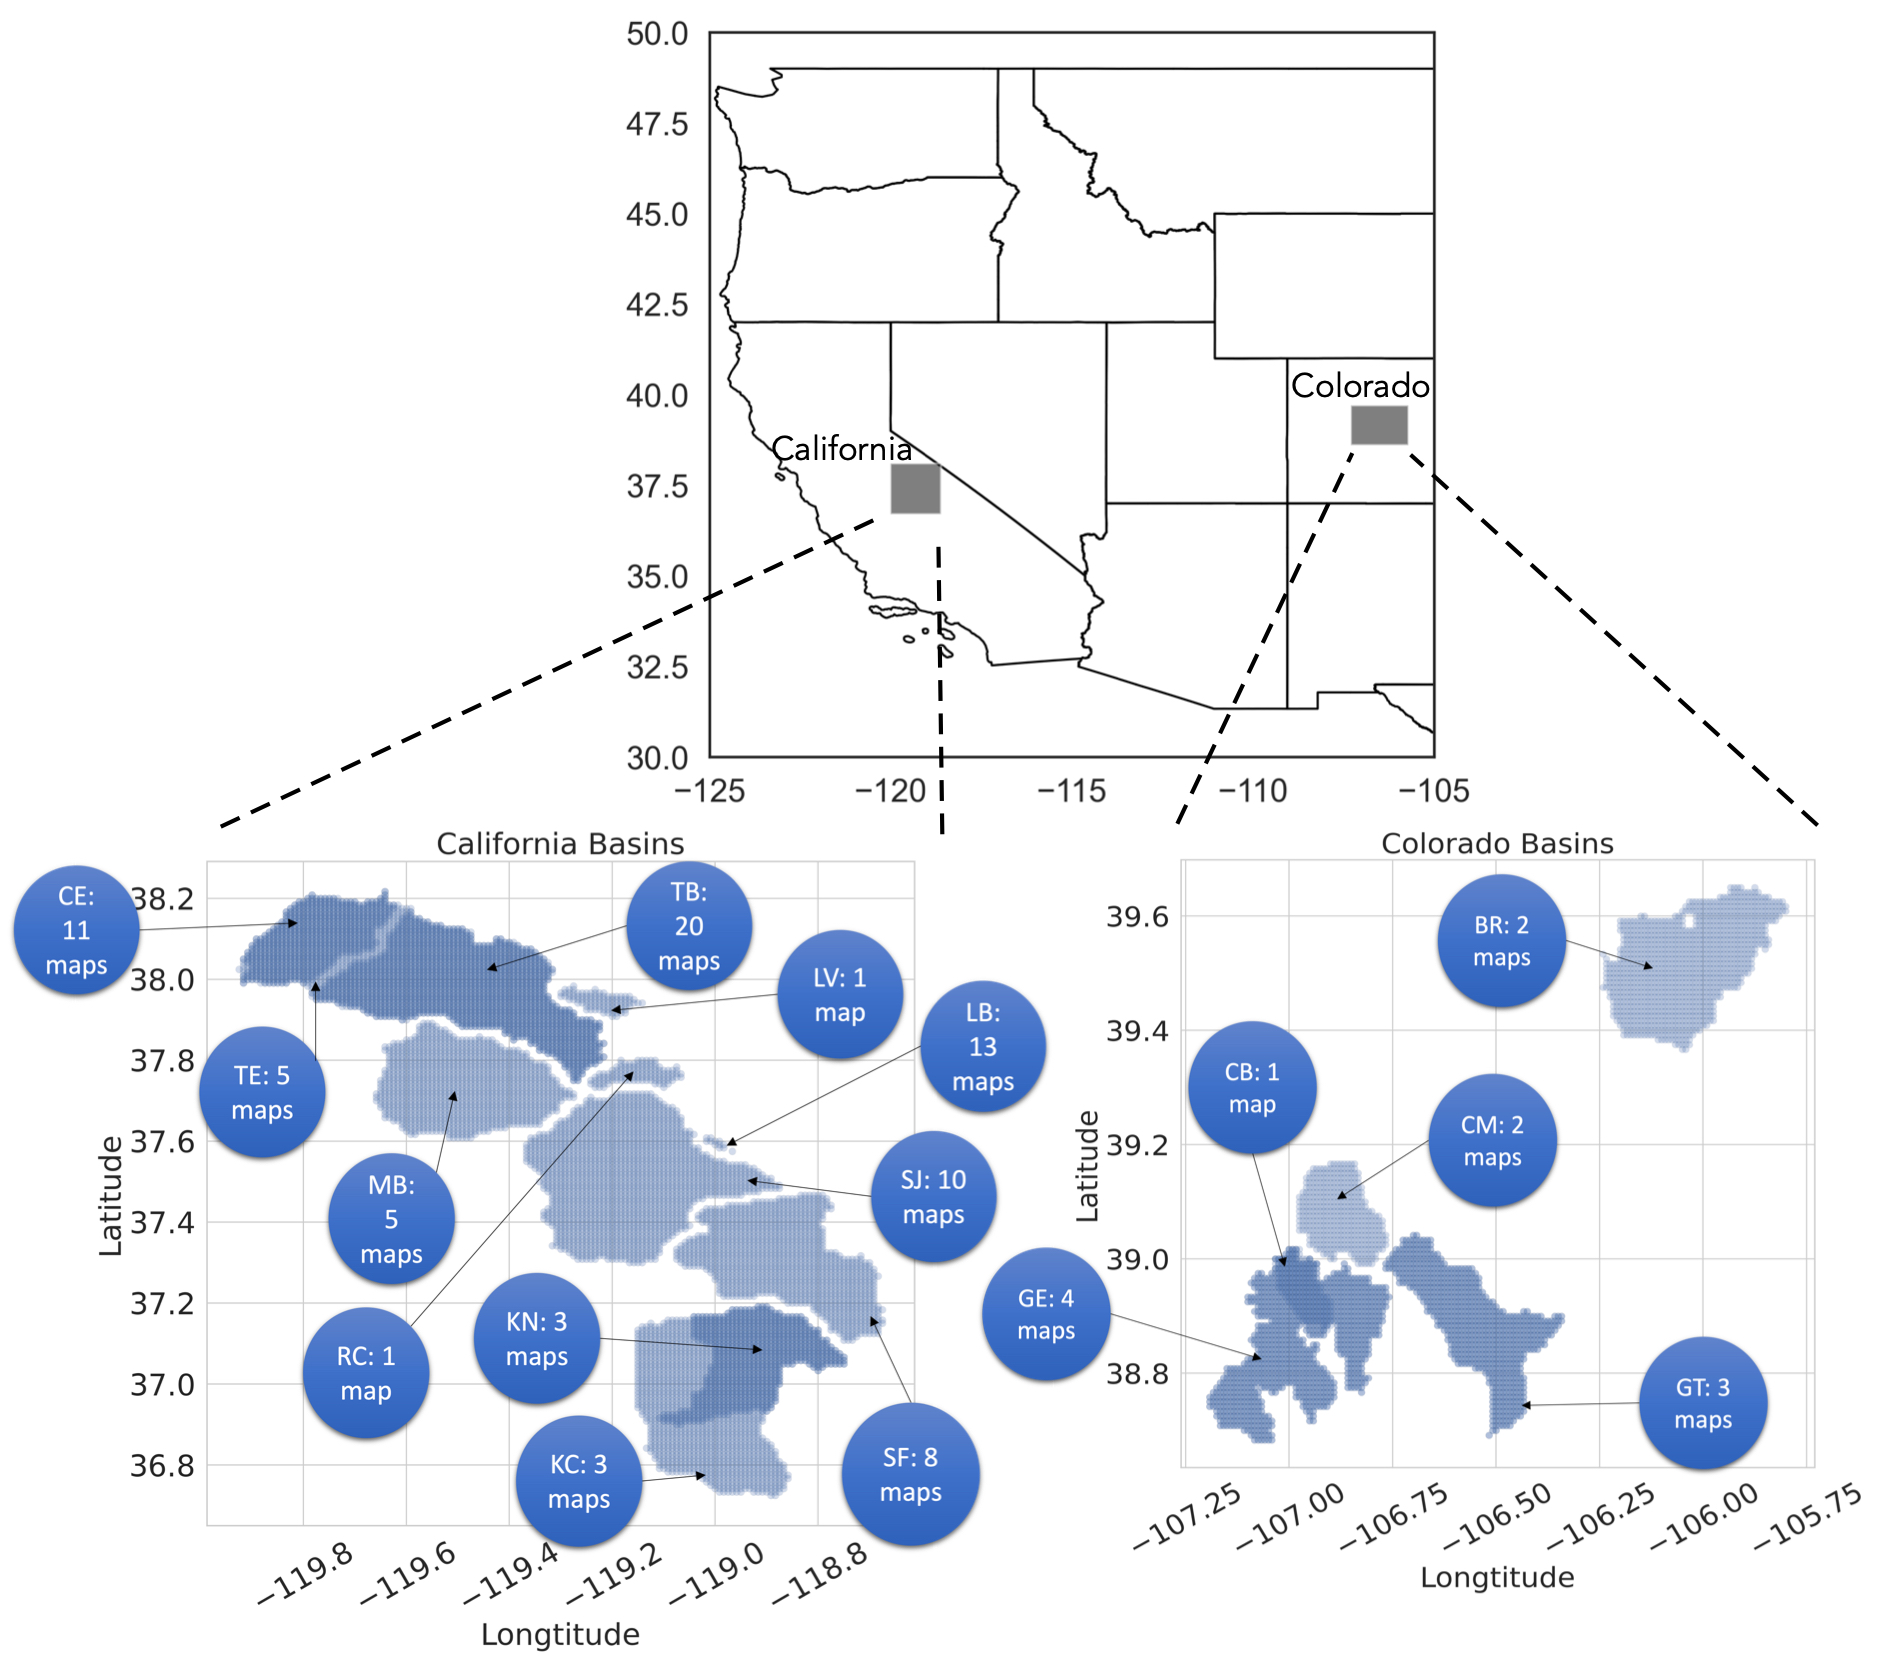 50.0
47.5
45.0
42.5
40.0
37.5
35.0
32.5
30.0
−125
−120
−115
−110
−105
California
Colorado
California Basins
38.2
38.0
37.8
37.6
37.4
37.2
37.0
36.8
Latitude
−119.8
−119.6
−119.4
−119.2
−119.0
−118.8
Longtitude
CE:
11
maps
TB:
20
maps
LV: 1
map
LB:
13
maps
TE: 5
maps
MB:
5
maps
SJ: 10
maps
KN: 3
maps
RC: 1
map
KC: 3
maps
SF: 8
maps
Colorado Basins
39.6
39.4
39.2
39.0
38.8
Latitude
−107.25
−107.00
−106.75
−106.50
−106.25
−106.00
−105.75
Longtitude
BR: 2
maps
CB: 1
map
CM: 2
maps
GE: 4
maps
GT: 3
maps